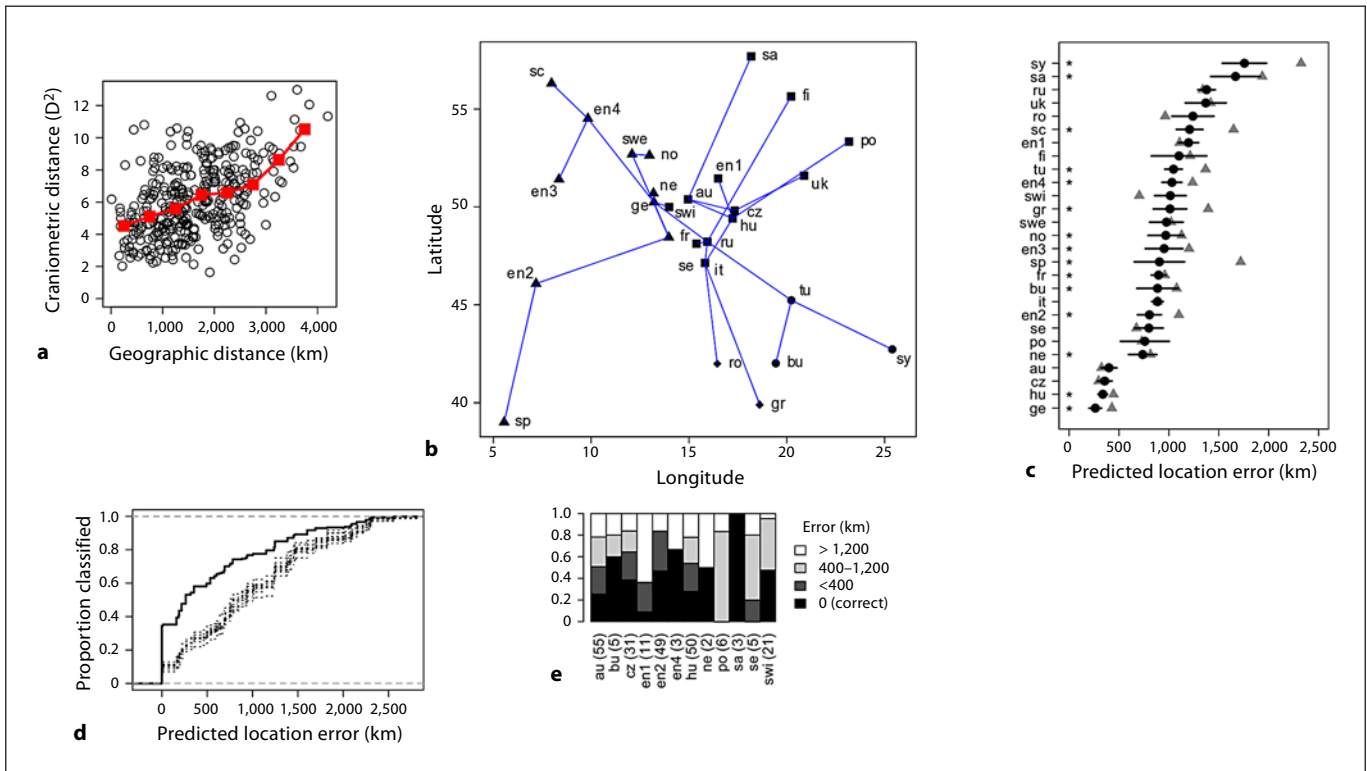 12
10
8
6
4
2
0
Craniometric distance (D²)
0 1,000 2,000 3,000 4,000
Geographic distance (km)
a
55
50
45
40
Latitude
sc
en4
en3
swe
no
ne
ge
swi
fr
en2
sp
sa
fi
po
en1
uk
au
cz
hu
ru
se
it
tu
ro
bu
sy
gr
5 10 15 20 25
Longitude
b
sy *
sa *
ru
uk
ro
sc *
en1
fi
tu *
en4 *
swi
gr *
swe
no *
en3 *
sp *
fr *
bu *
it
en2 *
se
po
ne *
au
cz
hu *
ge *
0 500 1,000 1,500 2,000 2,500
Predicted location error (km)
c
1.0
0.8
0.6
0.4
0.2
0
Proportion classified
0 500 1,000 1,500 2,000 2,500
Predicted location error (km)
d
1.0
0.8
0.6
0.4
0.2
0
au (55)
bu (5)
cz (31)
en1 (11)
en2 (49)
en4 (3)
hu (50)
ne (2)
po (6)
sa (3)
se (5)
swi (21)
Error (km)
> 1,200
400–1,200
<400
0 (correct)
e